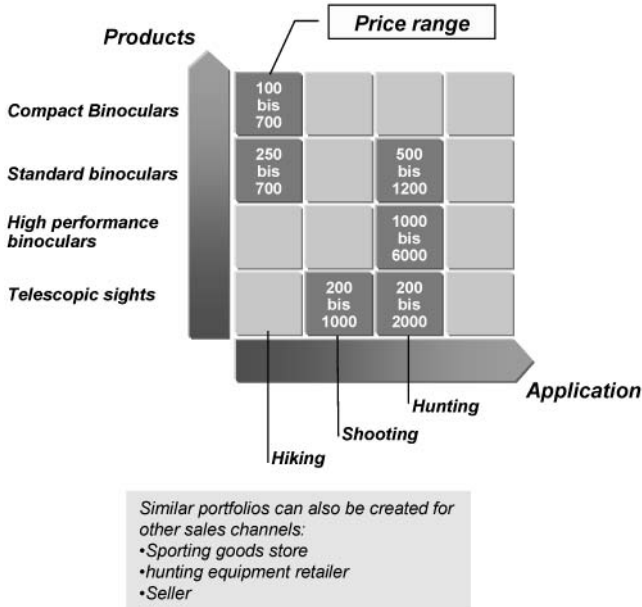 Price range
Products
Compact Binoculars
100
bis
700
Standard binoculars
250
bis
700
500
bis
1200
High performance
binoculars
1000
bis
6000
Telescopic sights
200
bis
1000
200
bis
2000
Application
Hunting
Shooting
Hiking
Similar portfolios can also be created for
other sales channels:
•Sporting goods store
•hunting equipment retailer
•Seller